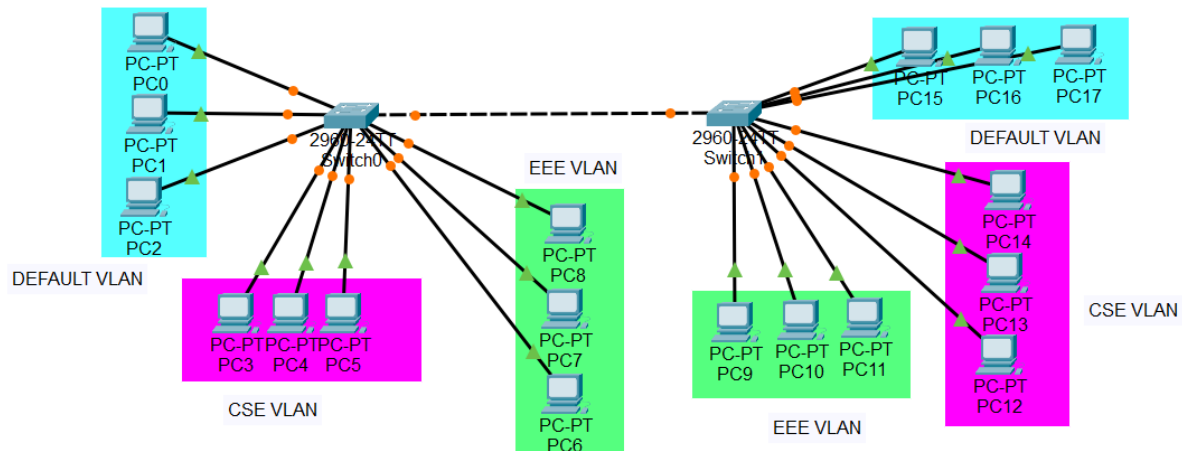 PC-PT
PC0
PC-PT
PC1
PC-PT
PC2
DEFAULT VLAN
2960-24TT
Switch0
PC-PT
PC3
PC-PT
PC4
PC-PT
PC5
CSE VLAN
EEE VLAN
PC-PT
PC8
PC-PT
PC7
PC-PT
PC6
2960-24TT
Switch1
PC-PT
PC15
PC-PT
PC16
PC-PT
PC17
DEFAULT VLAN
PC-PT
PC14
PC-PT
PC13
PC-PT
PC12
CSE VLAN
PC-PT
PC9
PC-PT
PC10
PC-PT
PC11
EEE VLAN